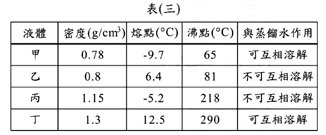 表(三)
液體 密度(g/cm³) 熔點(°C) 沸點(°C) 與蒸餾水作用
甲 0.78 -9.7 65 可互相溶解
乙 0.8 6.4 81 不可互相溶解
丙 1.15 -5.2 218 不可互相溶解
丁 1.3 12.5 290 可互相溶解